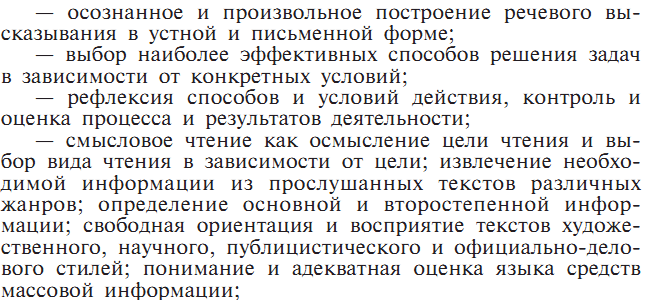 — осознанное и произвольное построение речевого вы-
сказывания в устной и письменной форме;
— выбор наиболее эффективных способов решения задач
в зависимости от конкретных условий;
— рефлексия способов и условий действия, контроль и
оценка процесса и результатов деятельности;
— смысловое чтение как осмысление цели чтения и вы-
бор вида чтения в зависимости от цели; извлечение необхо-
димой информации из прослушанных текстов различных
жанров; определение основной и второстепенной инфор-
мации; свободная ориентация и восприятие текстов художе-
ственного, научного, публицистического и официально-дело-
вого стилей; понимание и адекватная оценка языка средств
массовой информации;